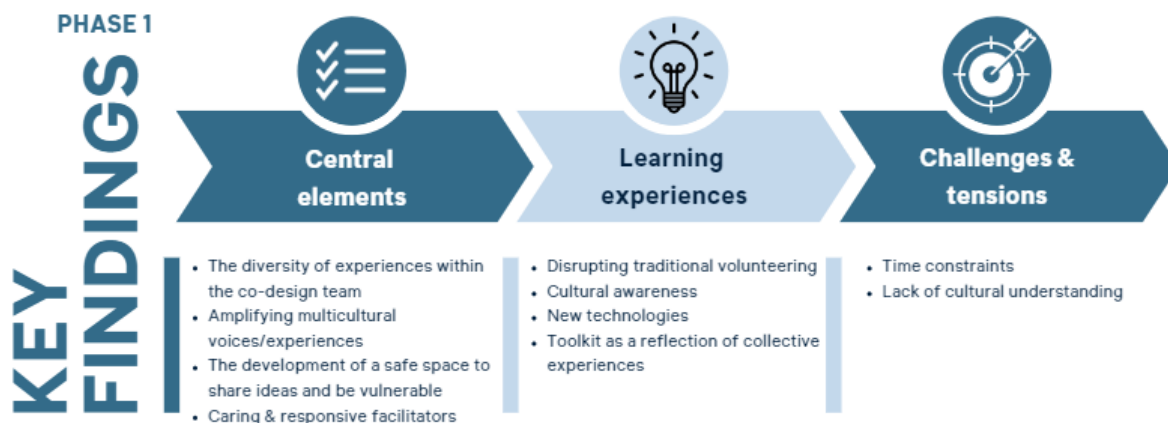 PHASE 1
KEY
FINDINGS
Central
elements
Learning
experiences
Challenges &
tensions
• The diversity of experiences within
the co-design team
• Amplifying multicultural
voices/experiences
• The development of a safe space to
share ideas and be vulnerable
• Caring & responsive facilitators
• Disrupting traditional volunteering
• Cultural awareness
• New technologies
• Toolkit as a reflection of collective
experiences
• Time constraints
• Lack of cultural understanding